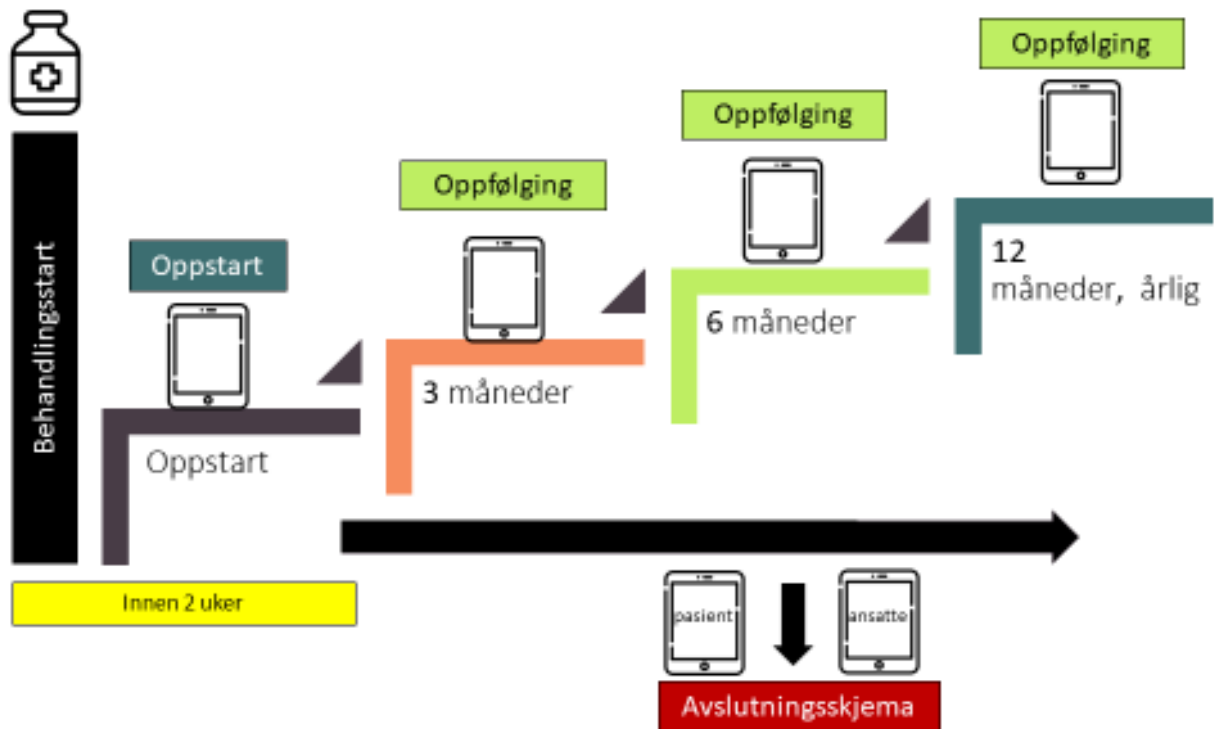 Behandlingsstart
Innen 2 uker
Oppstart
Oppstart
Oppfølging
3 måneder
Oppfølging
6 måneder
Oppfølging
12
måneder, årlig
pasient
ansatte
Avslutningsskjema